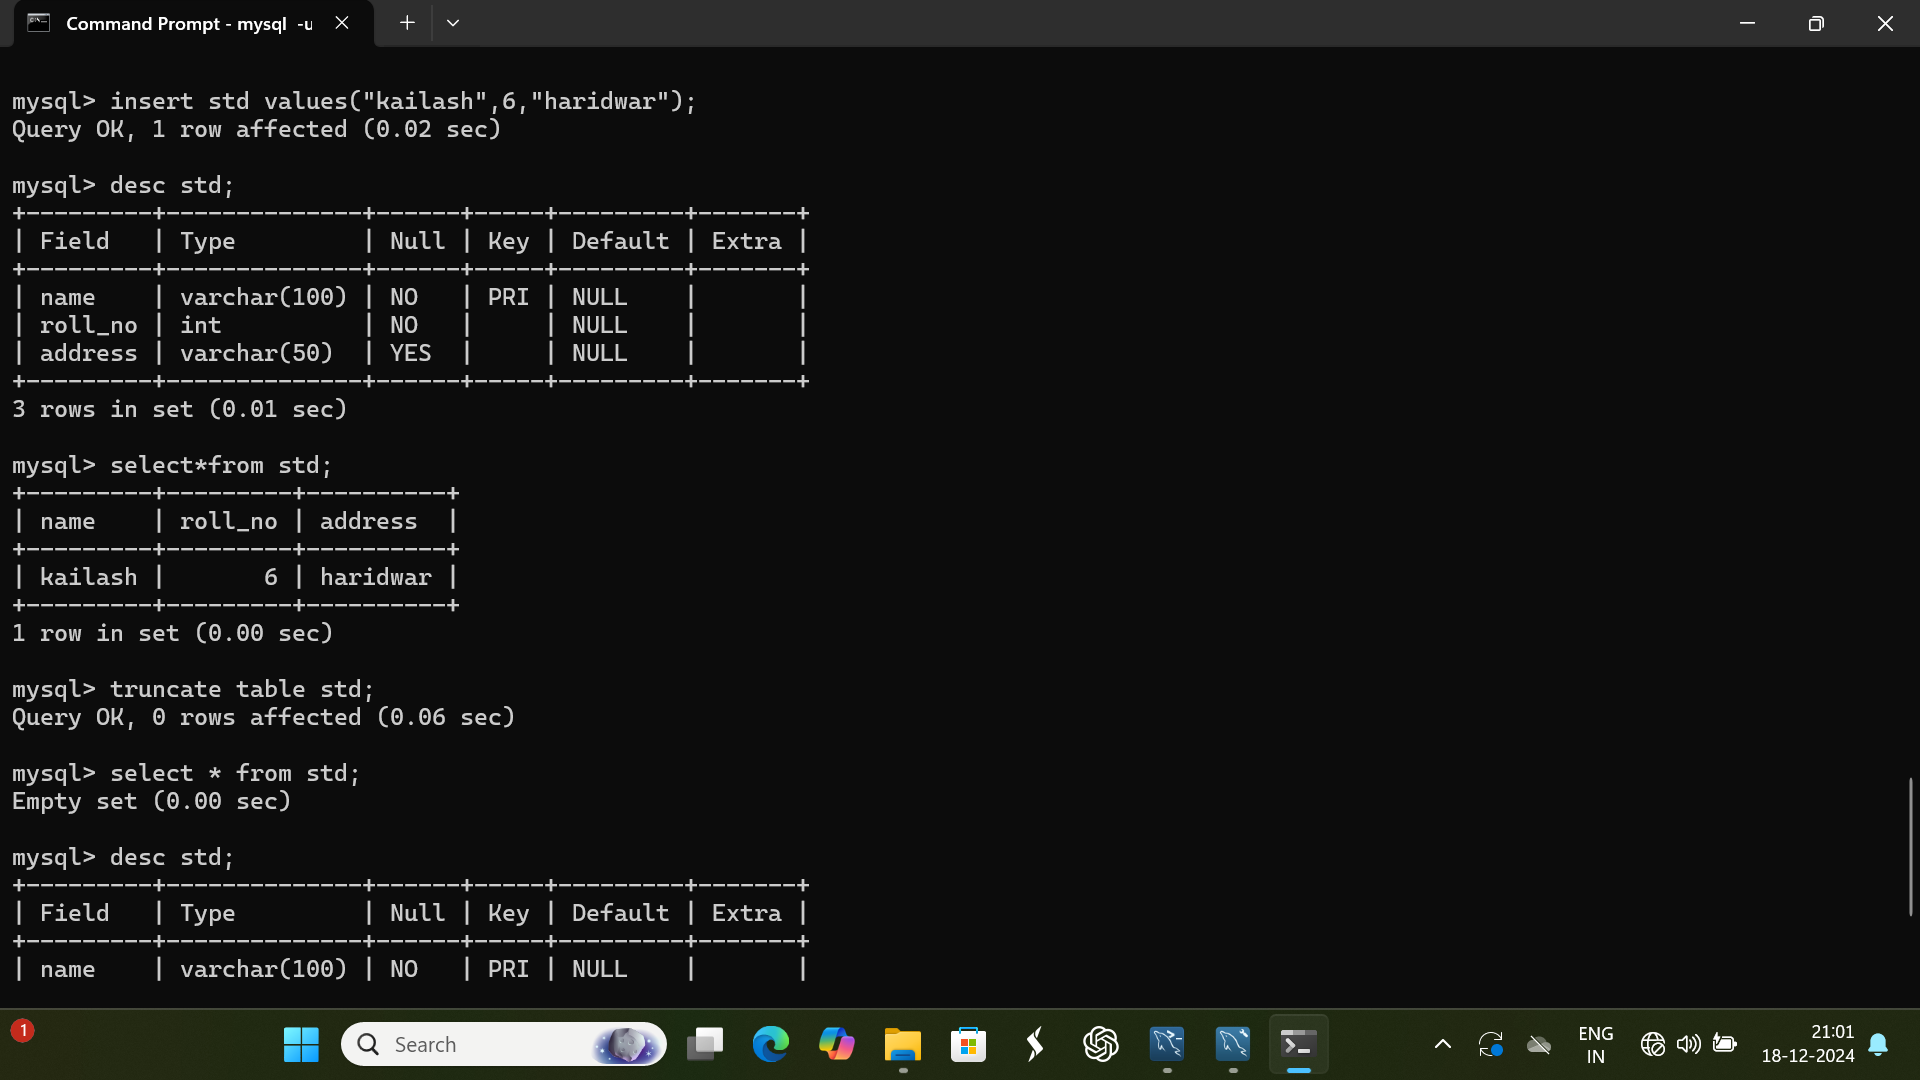 Command Prompt - mysql -u
mysql> insert std values("kailash",6,"haridwar");
Query OK, 1 row affected (0.02 sec)
mysql> desc std;
+----------+--------------+------+-----+---------+-------+
| Field    | Type         | Null | Key | Default | Extra |
+----------+--------------+------+-----+---------+-------+
| name     | varchar(100) | NO   | PRI | NULL    |       |
| roll_no  | int          | NO   |     | NULL    |       |
| address  | varchar(50)  | YES  |     | NULL    |       |
+----------+--------------+------+-----+---------+-------+
3 rows in set (0.01 sec)
mysql> select*from std;
+---------+---------+----------+
| name    | roll_no | address  |
+---------+---------+----------+
| kailash |       6 | haridwar |
+---------+---------+----------+
1 row in set (0.00 sec)
mysql> truncate table std;
Query OK, 0 rows affected (0.06 sec)
mysql> select * from std;
Empty set (0.00 sec)
mysql> desc std;
+----------+--------------+------+-----+---------+-------+
| Field    | Type         | Null | Key | Default | Extra |
+----------+--------------+------+-----+---------+-------+
| name     | varchar(100) | NO   | PRI | NULL    |       |
1
Search
ENG
IN
21:01
18-12-2024